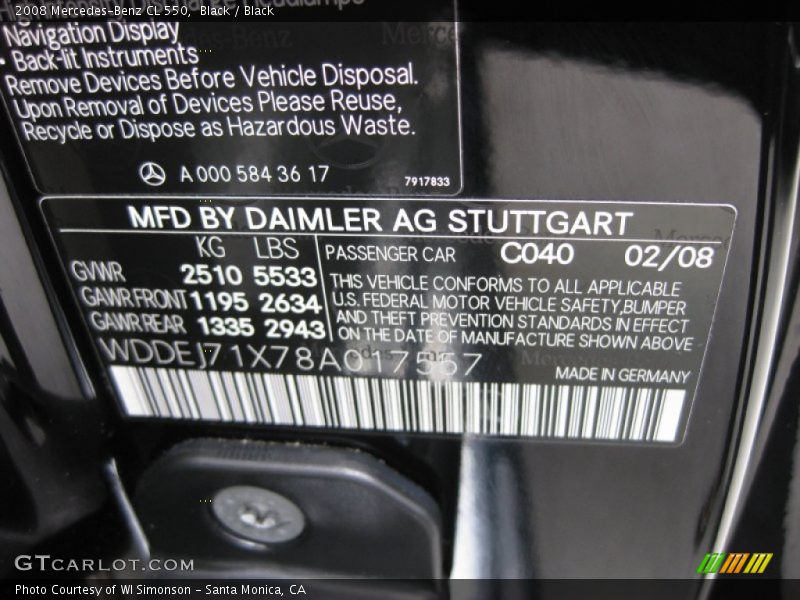 2008 Mercedes-Benz CL 550, Black / Black
Navigation Display
Back-lit Instruments
Remove Devices Before Vehicle Disposal.
Upon Removal of Devices Please Reuse,
Recycle or Dispose as Hazardous Waste.
A 000 584 36 17
7917833
MFD BY DAIMLER AG STUTTGART
KG LBS
GVWR 2510 5533
GAWR FRONT 1195 2634
GAWR REAR 1335 2943
PASSENGER CAR C040 02/08
THIS VEHICLE CONFORMS TO ALL APPLICABLE
U.S. FEDERAL MOTOR VEHICLE SAFETY, BUMPER
AND THEFT PREVENTION STANDARDS IN EFFECT
ON THE DATE OF MANUFACTURE SHOWN ABOVE
WDDEJ71X78A017557
MADE IN GERMANY
GTCARLOT.COM
Photo Courtesy of WI Simonson - Santa Monica, CA